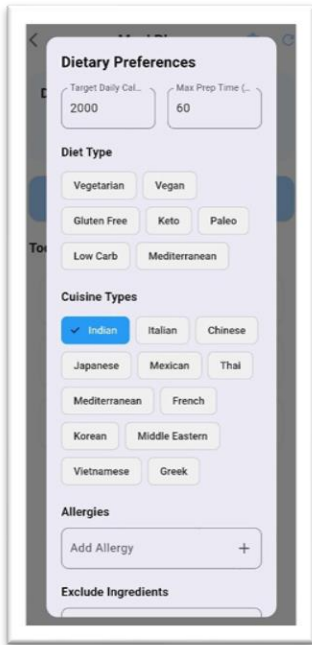 Dietary Preferences
Target Daily Cal... Max Prep Time (...
2000 60
Diet Type
Vegetarian Vegan
Gluten Free Keto Paleo
Low Carb Mediterranean
Cuisine Types
Indian Italian Chinese
Japanese Mexican Thai
Mediterranean French
Korean Middle Eastern
Vietnamese Greek
Allergies
Add Allergy +
Exclude Ingredients